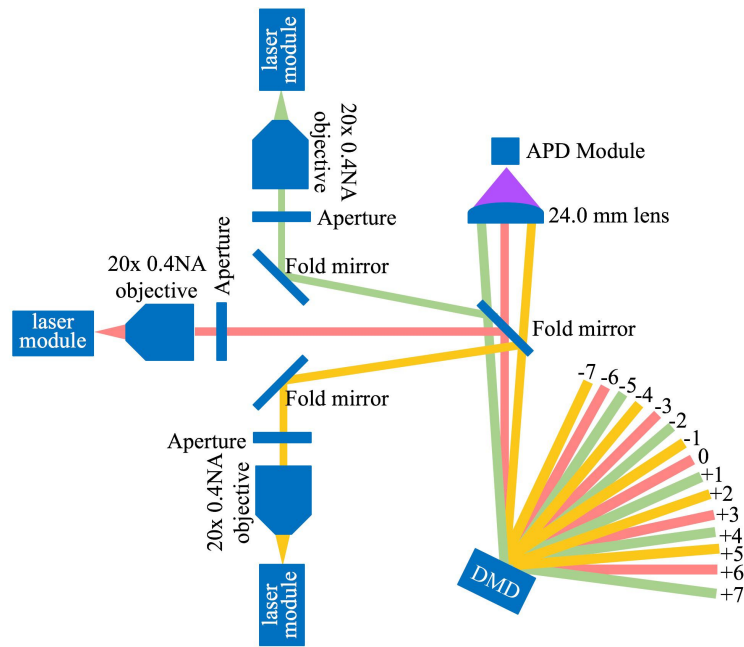 laser
module
20x 0.4NA
objective
Aperture
Fold mirror
APD Module
24.0 mm lens
20x 0.4NA
objective
Aperture
laser
module
Fold mirror
Fold mirror
Aperture
20x 0.4NA
objective
laser
module
-7
-6
-5
-4
-3
-2
-1
0
+1
+2
+3
+4
+5
+6
+7
DMD